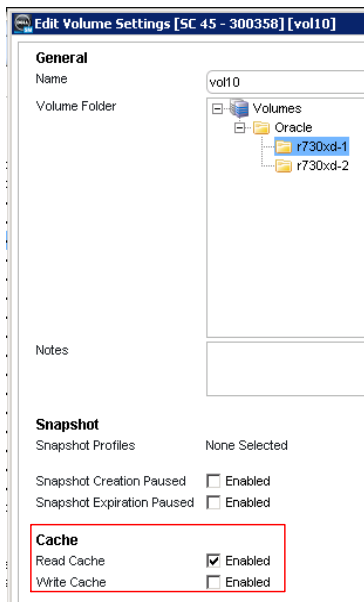 Edit Volume Settings [SC 45 - 300358] [vol10]
General
Name vol10
Volume Folder Volumes
Oracle
r730xd-1
r730xd-2
Notes
Snapshot
Snapshot Profiles None Selected
Snapshot Creation Paused Enabled
Snapshot Expiration Paused Enabled
Cache
Read Cache Enabled
Write Cache Enabled